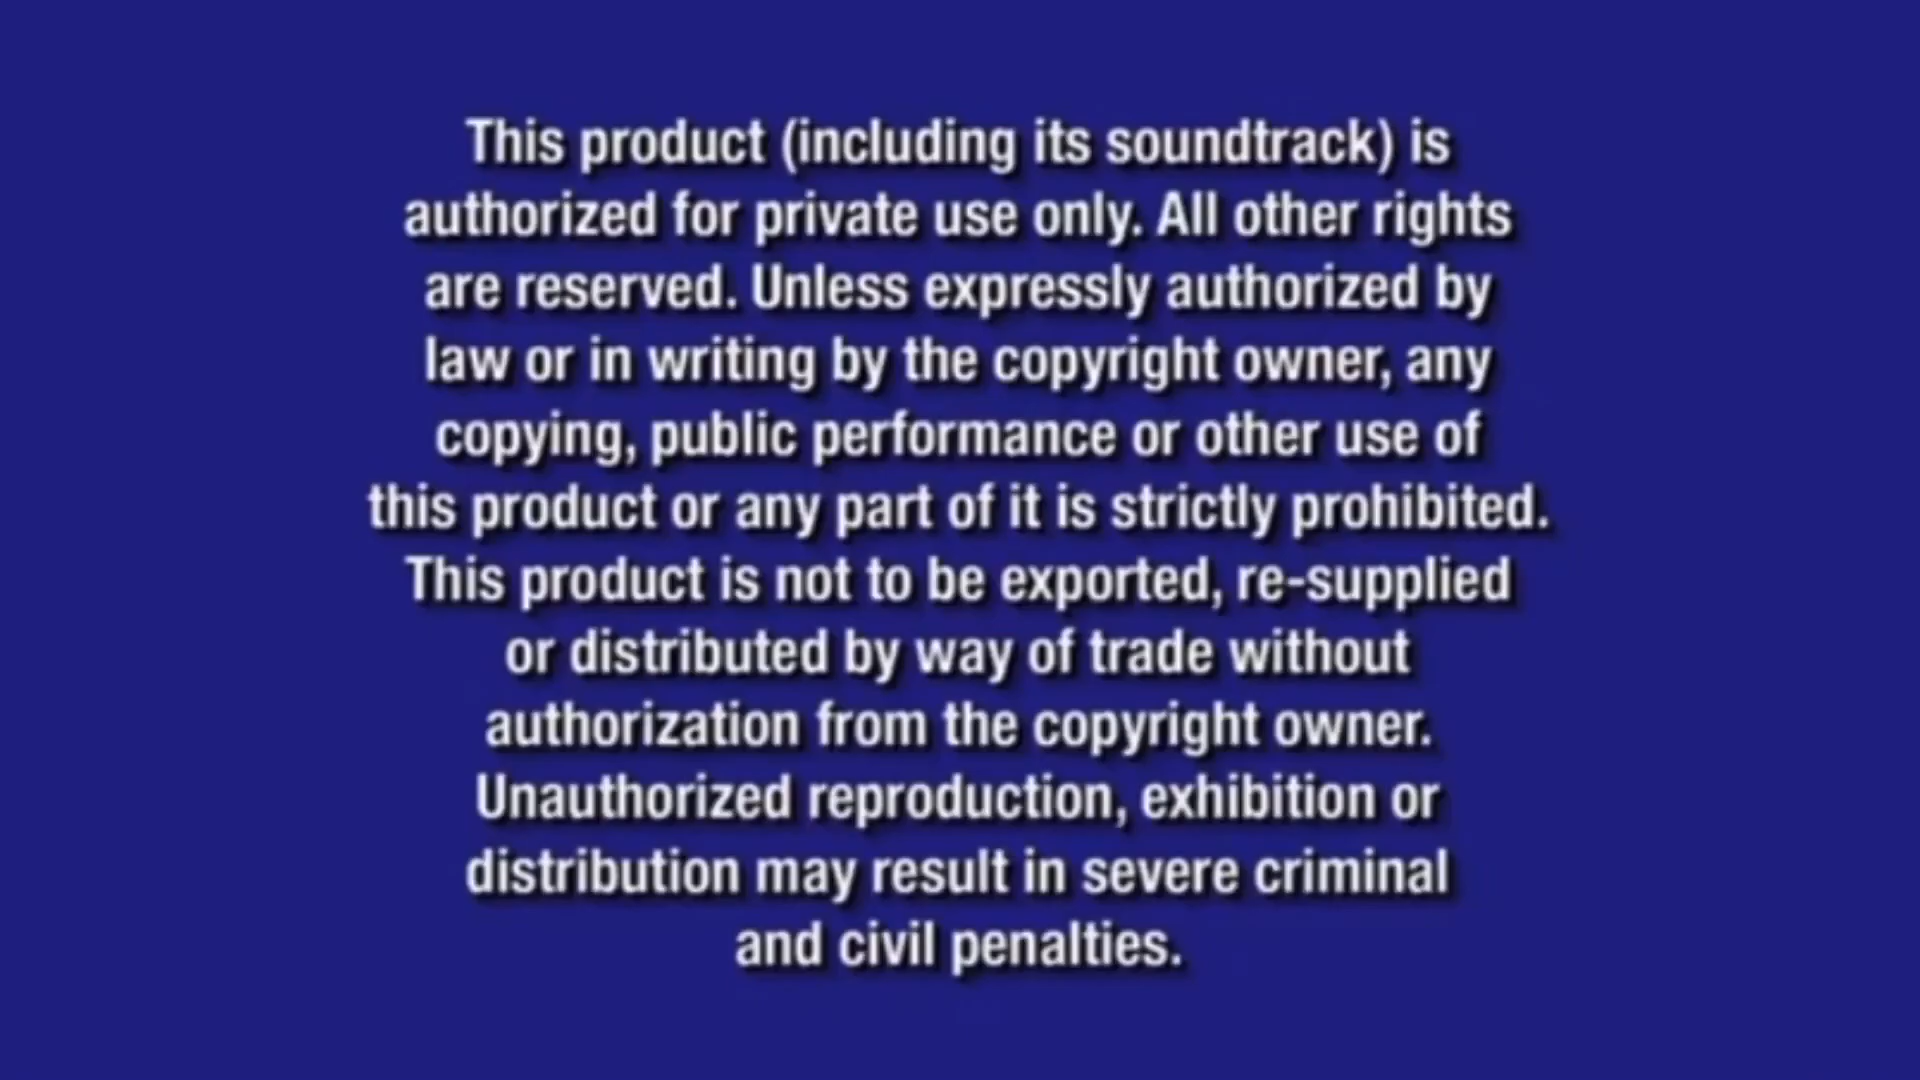 This product (including its soundtrack) is
authorized for private use only. All other rights
are reserved. Unless expressly authorized by
law or in writing by the copyright owner, any
copying, public performance or other use of
this product or any part of it is strictly prohibited.
This product is not to be exported, re-supplied
or distributed by way of trade without
authorization from the copyright owner.
Unauthorized reproduction, exhibition or
distribution may result in severe criminal
and civil penalties.